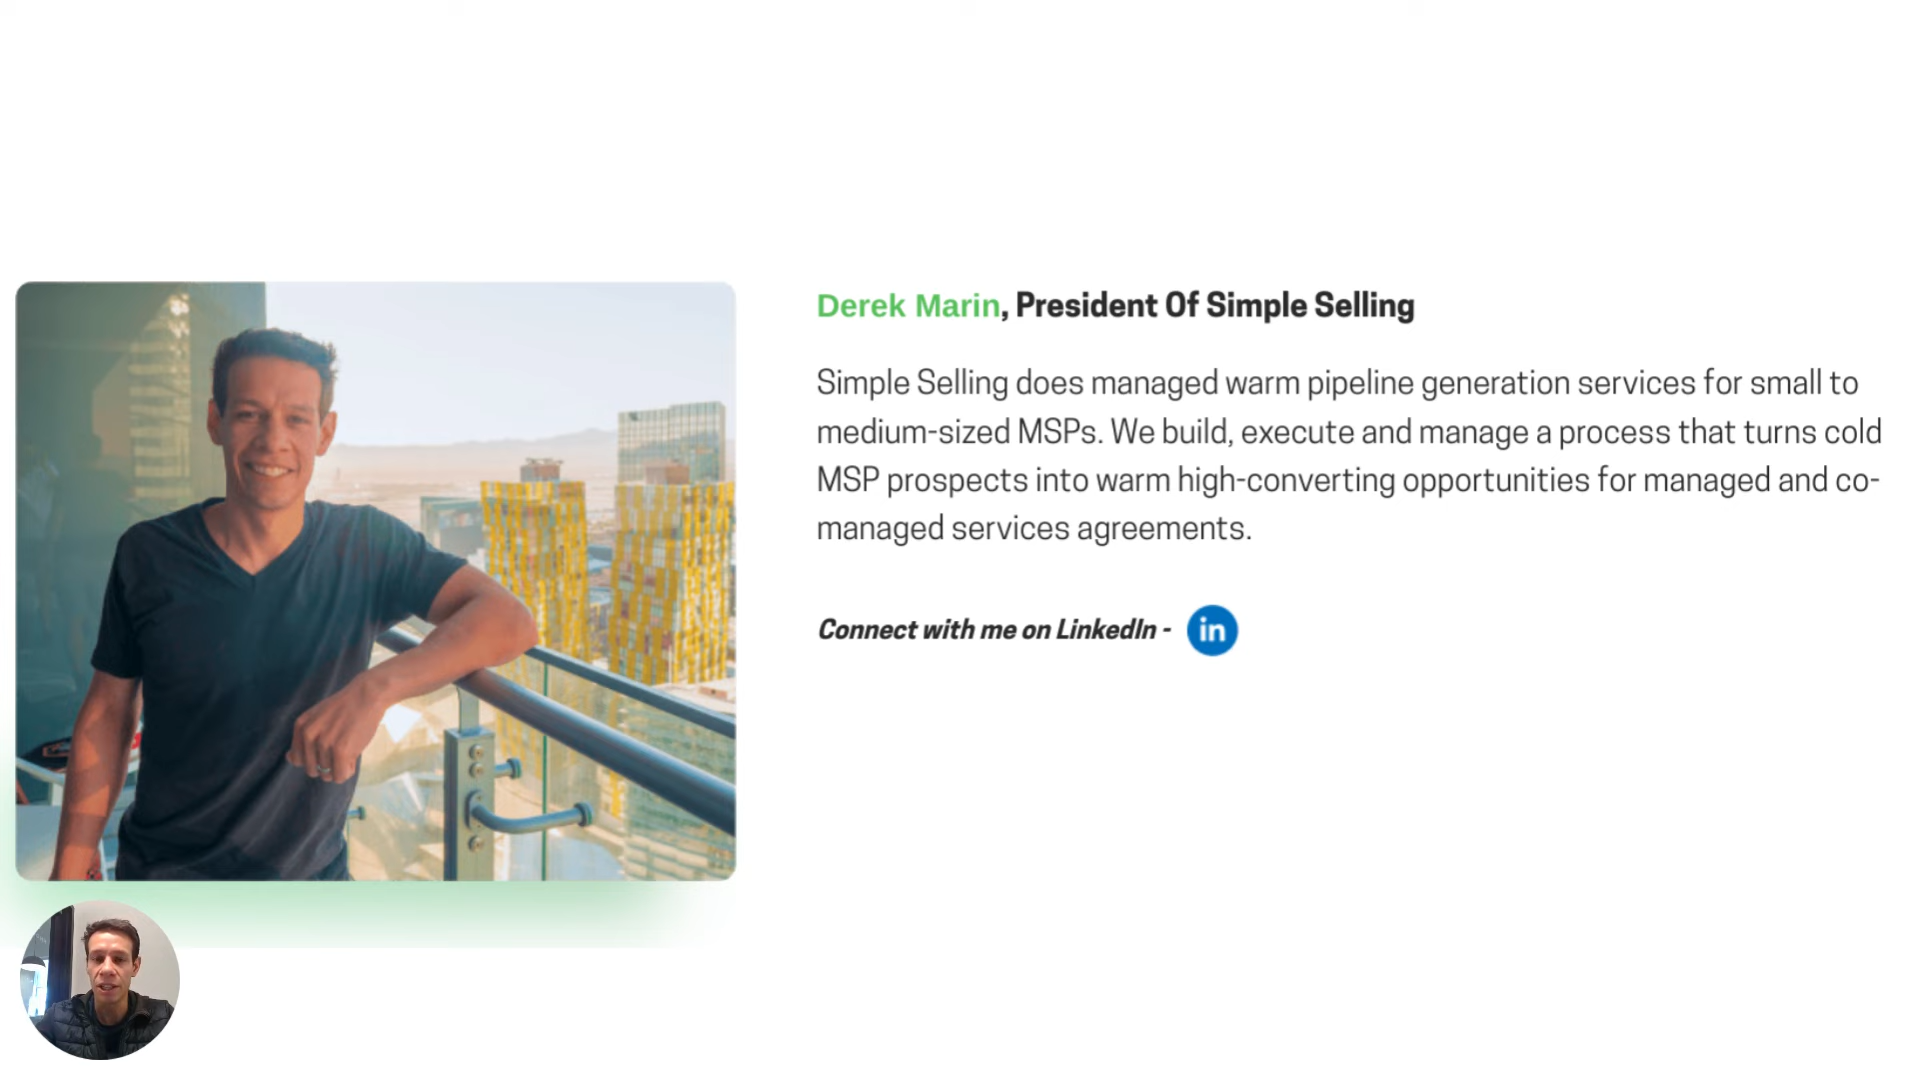 Derek Marin, President Of Simple Selling
Simple Selling does managed warm pipeline generation services for small to
medium-sized MSPs. We build, execute and manage a process that turns cold
MSP prospects into warm high-converting opportunities for managed and co-
managed services agreements.
Connect with me on LinkedIn - in